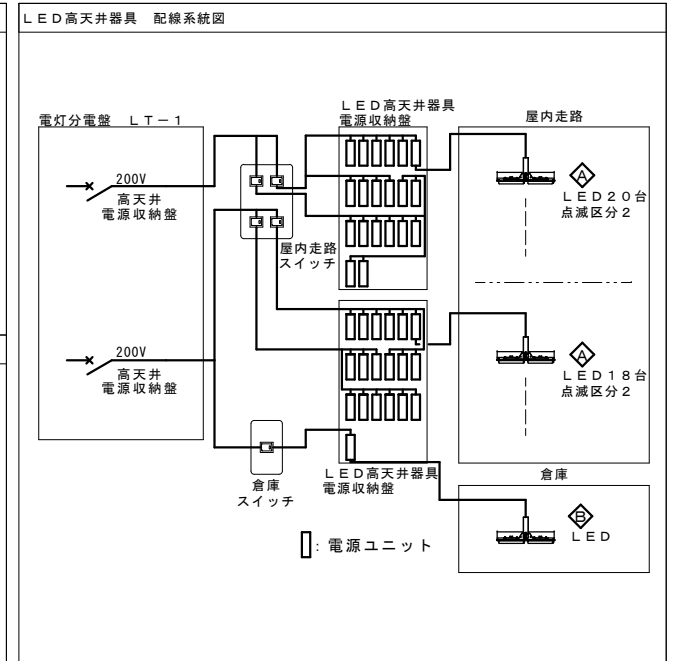 ＬＥＤ高天井器具　配線系統図
電灯分電盤　ＬＴ－１
ＬＥＤ高天井器具
電源収納盤
屋内走路
200V
高天井
電源収納盤
Ａ
ＬＥＤ２０台
点滅区分２
屋内走路
スイッチ
200V
高天井
電源収納盤
Ａ
ＬＥＤ１８台
点滅区分２
倉庫
スイッチ
ＬＥＤ高天井器具
電源収納盤
倉庫
Ｂ
ＬＥＤ
：電源ユニット